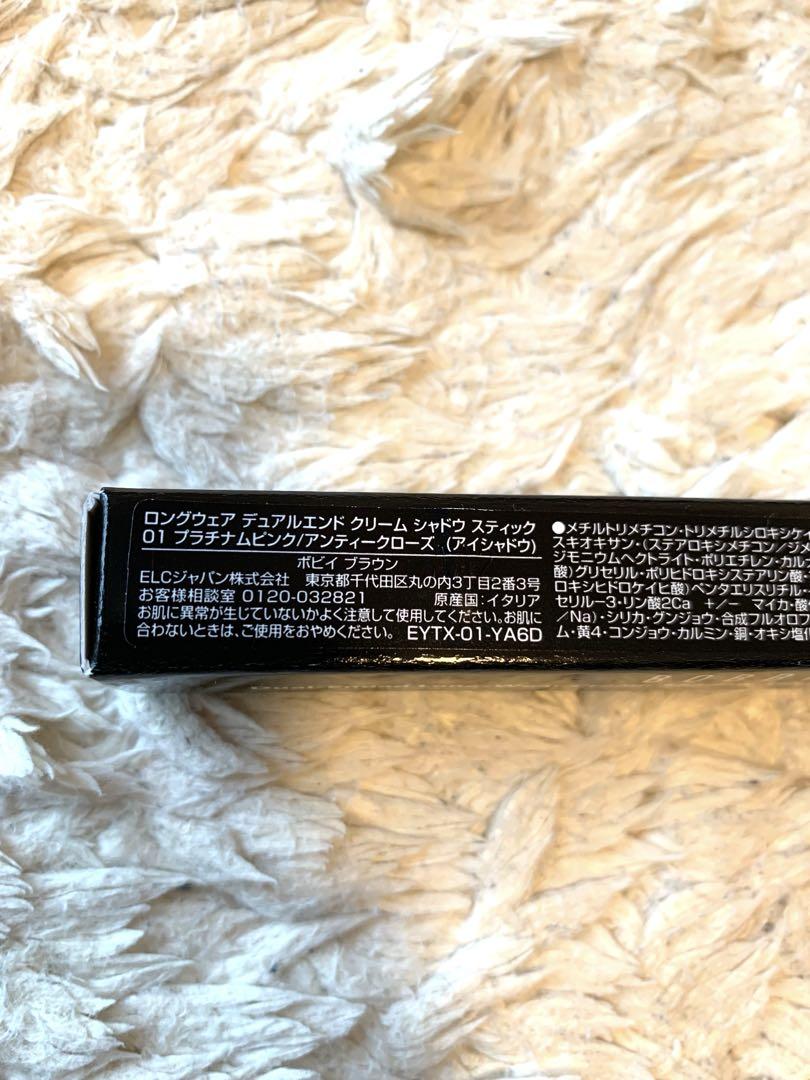 ロングウェア デュアルエンド クリーム シャドウ スティック
01 プラチナムピンク/アンティークローズ (アイシャドウ)
ボビイ ブラウン
ELCジャパン株式会社 東京都千代田区丸の内3丁目2番3号
お客様相談室 0120-032821 原産国:イタリア
お肌に異常が生じていないかよく注意して使用してください。お肌に
合わないときは、ご使用をおやめください。 EYTX-01-YA6D
●メチルトリメチコン・トリメチルシロキシケイ
スキオキサン・(ステアロキシメチコン/ジメ
ジモニウムヘクトライト・ポリエチレン・カルナ
酸)グリセリル・ポリヒドロキシステアリン酸
ロキシヒドロケイヒ酸)ペンタエリスリチル・
セリル-3・リン酸2Ca +/- マイカ・酸
/Na)・シリカ・グンジョウ・合成フルオロフ
ム・黄4・コンジョウ・カルミン・銅・オキシ塩化